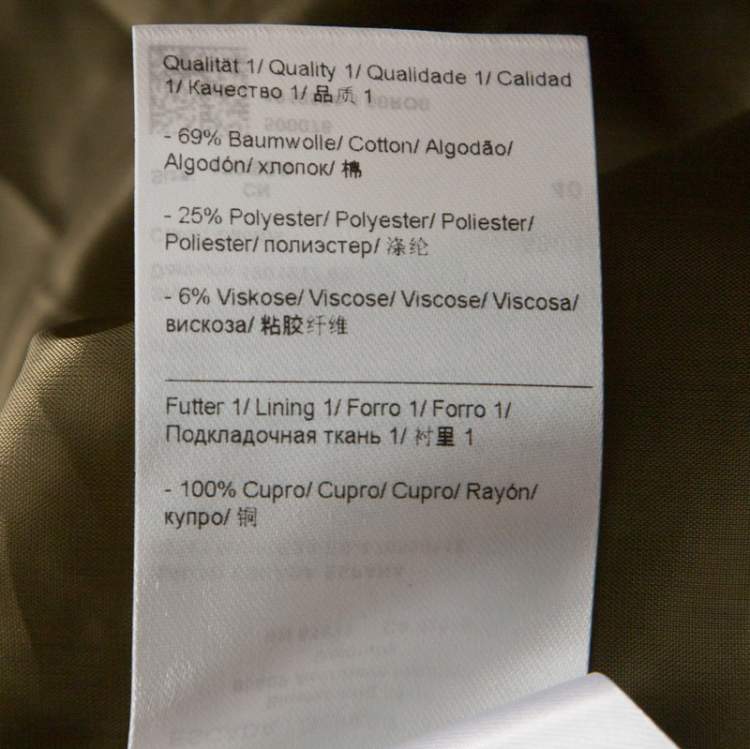 Qualität 1/ Quality 1/ Qualidade 1/ Calidad
1/ Качество 1/ 品质 1
- 69% Baumwolle/ Cotton/ Algodão/
Algodón/ хлопок/ 棉
- 25% Polyester/ Polyester/ Poliester/
Poliester/ полиэстер/ 涤纶
- 6% Viskose/ Viscose/ Viscose/ Viscosa/
вискоза/ 粘胶纤维
Futter 1/ Lining 1/ Forro 1/ Forro 1/
Подкладочная ткань 1/ 衬里 1
- 100% Cupro/ Cupro/ Cupro/ Rayón/
купро/ 铜